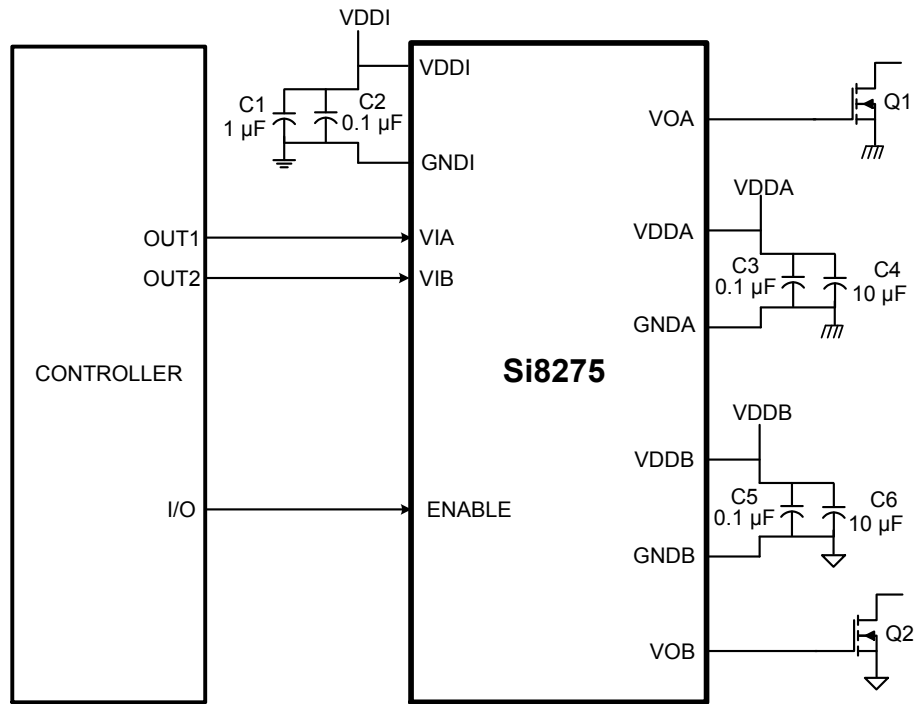 VDDI
VDDI
C1
1 µF
C2
0.1 µF
GNDI
OUT1
VIA
OUT2
VIB
CONTROLLER
I/O
ENABLE
Si8275
VOA
Q1
VDDA
VDDA
C3
0.1 µF
C4
10 µF
GNDA
VDDB
VDDB
C5
0.1 µF
C6
10 µF
GNDB
VOB
Q2